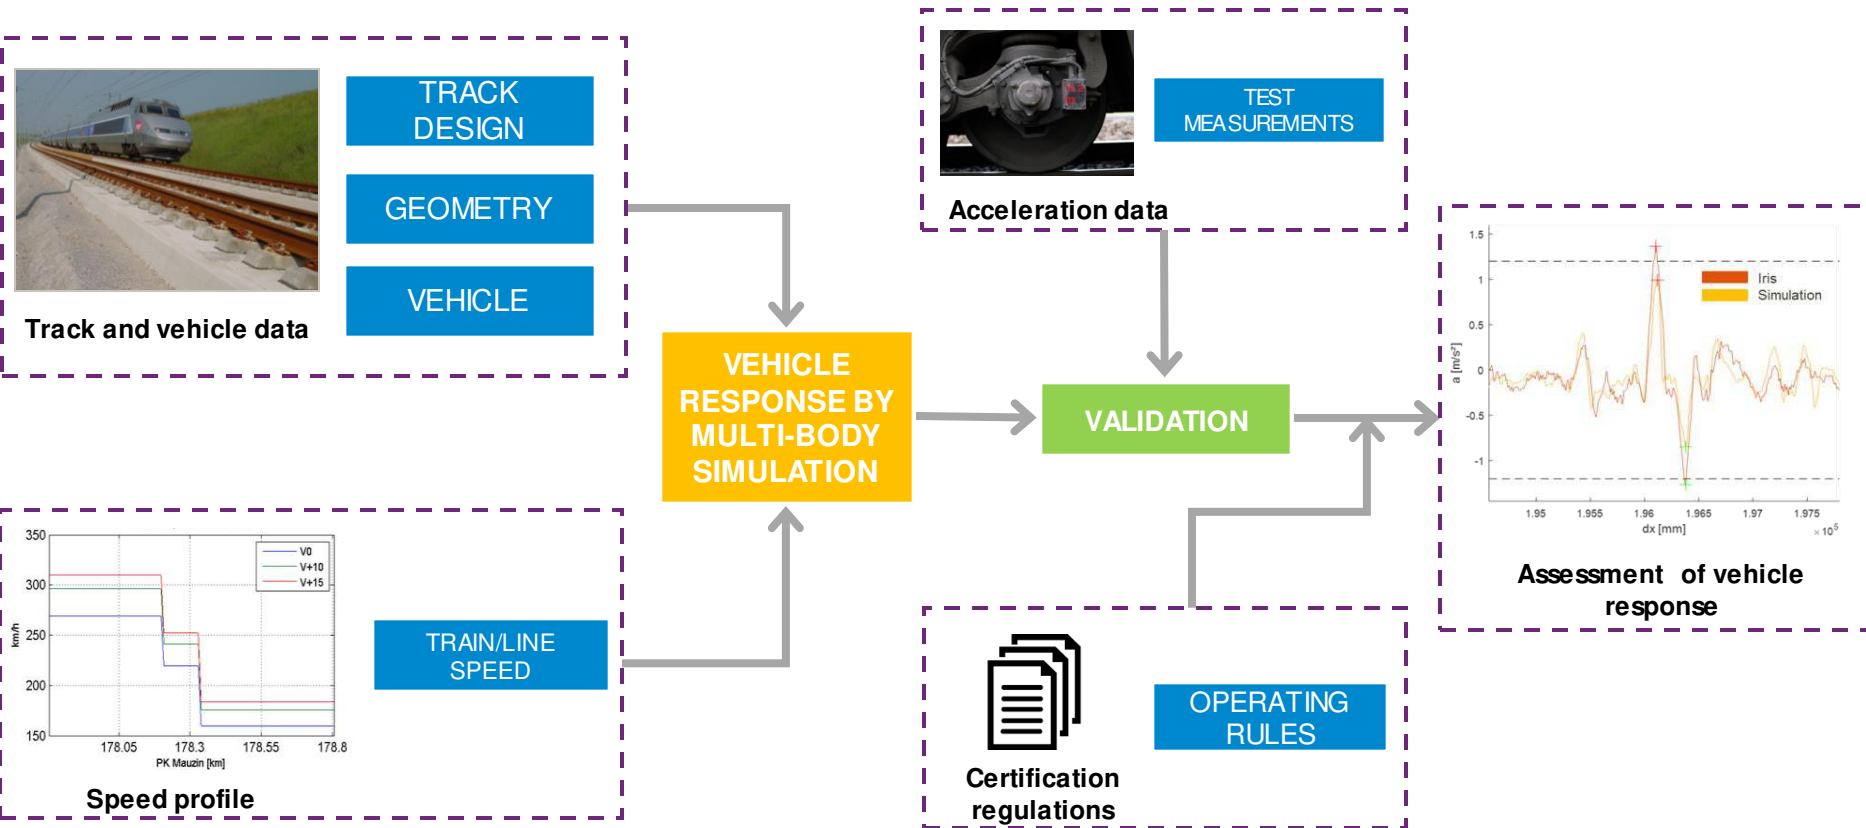 TRACK
DESIGN
GEOMETRY
VEHICLE
Track and vehicle data
TEST
MEASUREMENTS
Acceleration data
VEHICLE
RESPONSE BY
MULTI-BODY
SIMULATION
VALIDATION
350
300
250
200
150
km/h
V0
V+10
V+15
178.05
178.3
178.55
178.8
PK Mauzin [km]
TRAIN/LINE
SPEED
Speed profile
OPERATING
RULES
Certification
regulations
1.5
1
0.5
0
-0.5
-1
a [m/s²]
Iris
Simulation
1.95
1.955
1.96
1.965
1.97
1.975
dx [mm]
× 10⁵
Assessment of vehicle
response